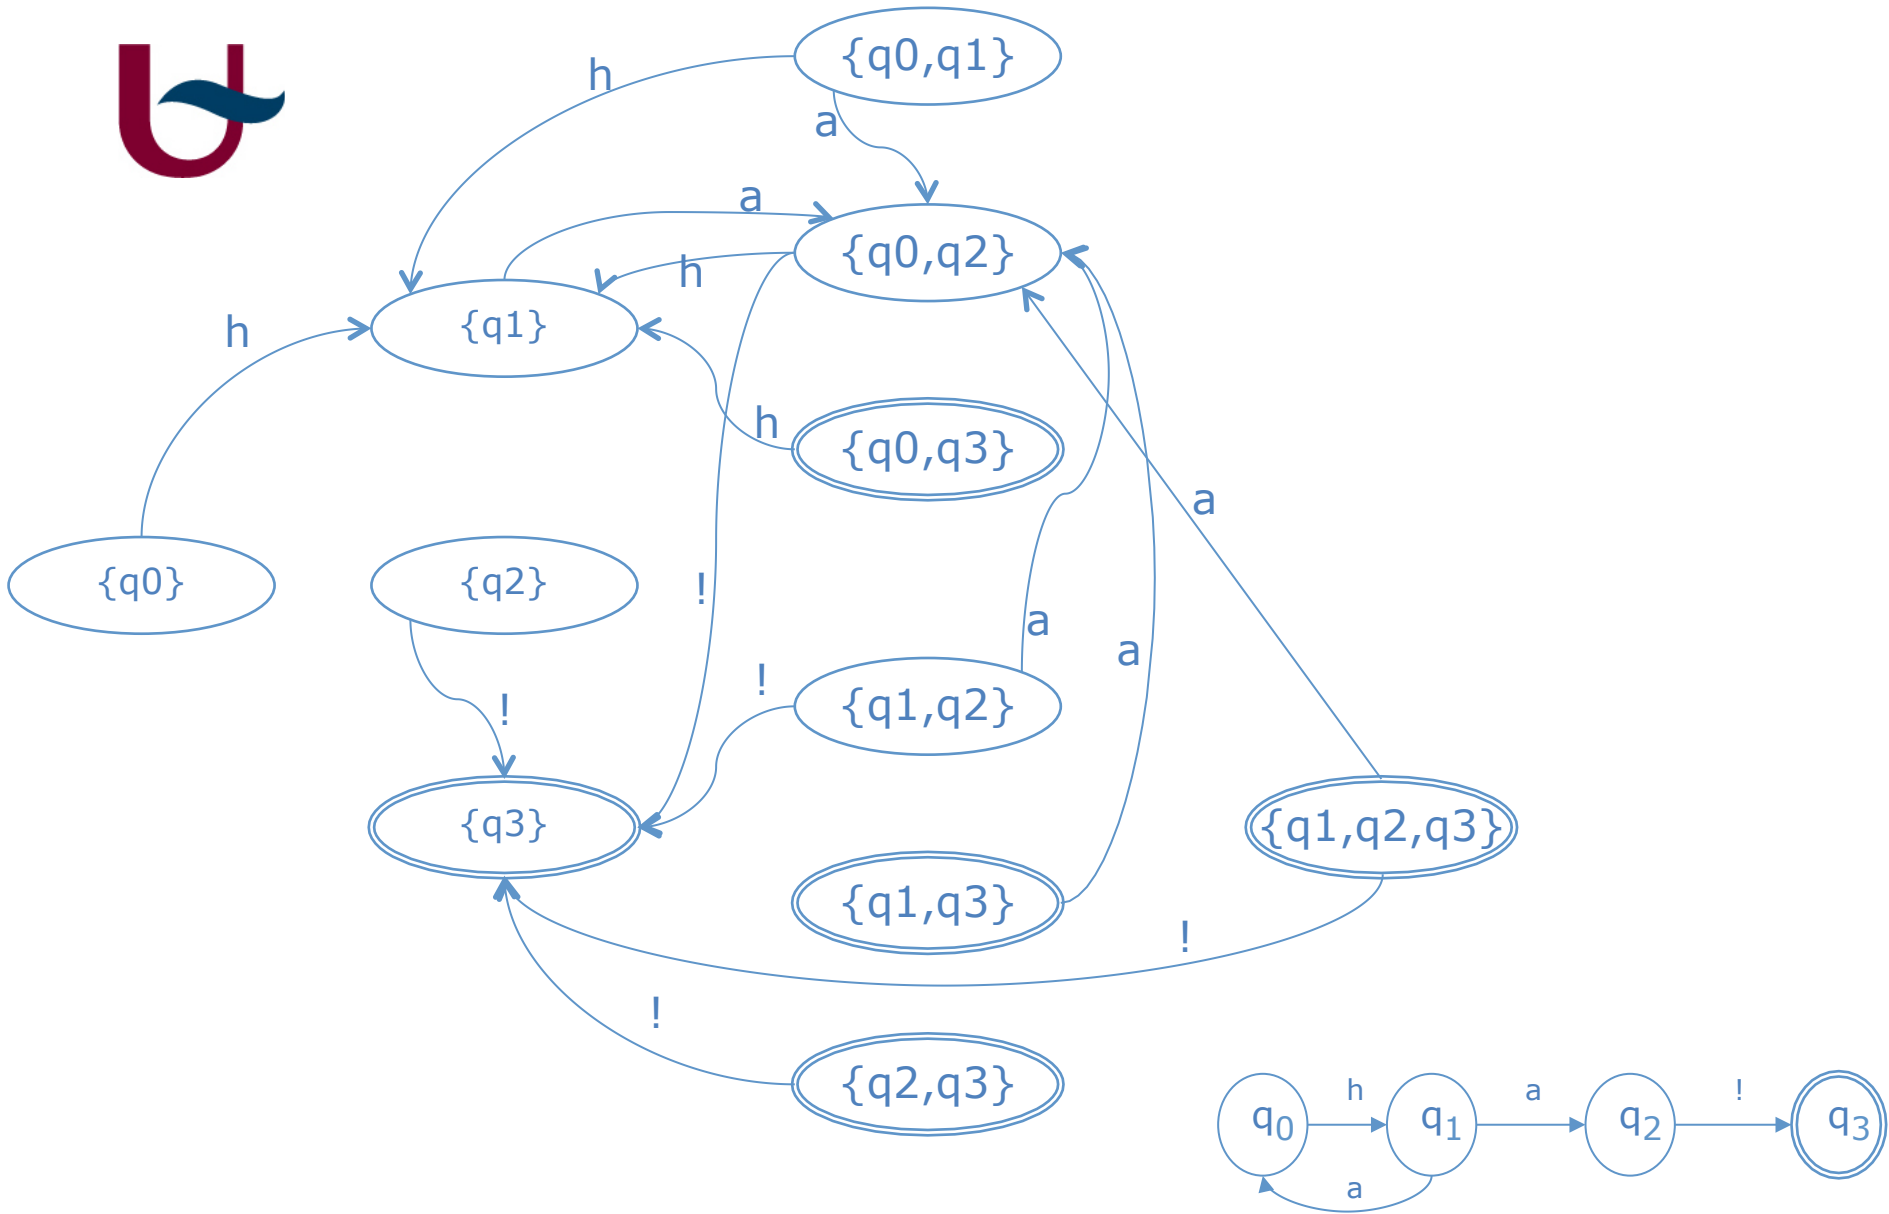 {q0,q1}
h
a
a
{q0,q2}
h
{q1}
h
h
{q0,q3}
a
{q0}
{q2}
!
a
a
!
{q1,q2}
!
{q3}
{q1,q2,q3}
{q1,q3}
!
!
{q2,q3}
h
a
!
q0
q1
q2
q3
a